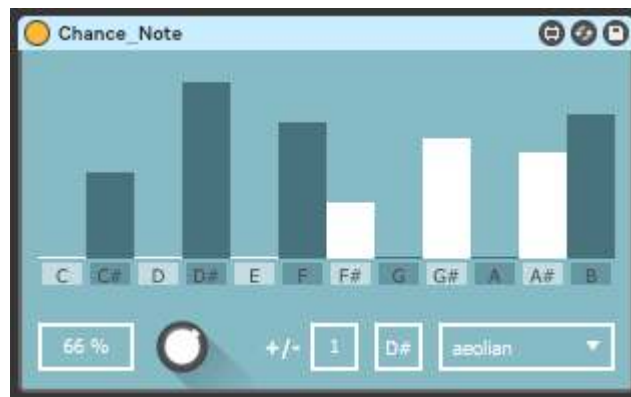 Chance_Note
C C# D D# E F F# G G# A A# B
66 % +/- 1 D# aeolian